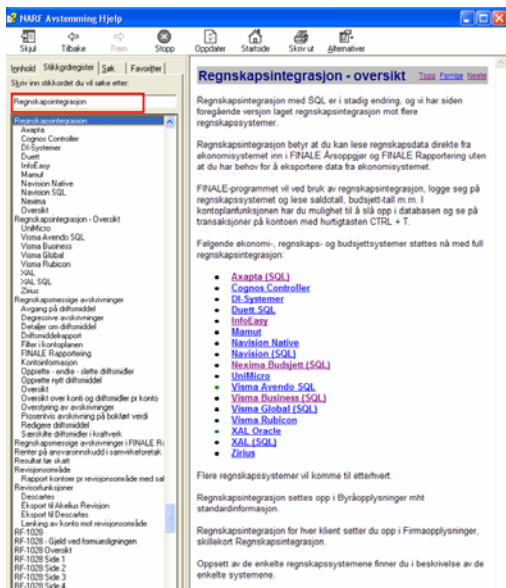 NARF Avstemming Hjelp
Skjul Tilbake Frem Stopp Oppdater Startside Skriv ut Alternativer
Innhold Stikkordregister Søk Favoritter
Skriv inn stikkordet du vil søke etter:
Regnskapsintegrasjon
Regnskapsintegrasjon
Axapta
Cognos Controller
DI-Systemer
Duett
InfoEasy
Mamut
Navision Native
Navision SQL
Nexima
Oversikt
Regnskapsintegrasjon - Oversikt
UniMicro
Visma Avendo SQL
Visma Business
Visma Global
Visma Rubicon
XAL
XAL SQL
Zirius
Regnskapsmessige avskrivninger
Avgang på driftsmiddel
Degressive avskrivninger
Detaljer om driftsmiddel
Driftsmiddelrapport
Filter i kontoplanen
FINALE Rapportering
Kontoinformasjon
Opprette - endre - slette driftsmidler
Opprette nytt driftsmiddel
Oversikt
Oversikt over konti og driftsmidler pr konto
Overstyring av avskrivninger
Prosentvis avskrivning på bokført verdi
Redigere driftsmiddel
Særskilte driftsmidler i kraftverk
Regnskapsmessige avskrivninger i FINALE Ra
Renter på ansvarsinnskudd i samvirkeforetak
Resultat før skatt
Revisjonsområde
Rapport kontoer pr revisjonsområde med sal
Revisorfunksjoner
Descartes
Eksport til Akelius Revisjon
Eksport til Descartes
Lenking av konto mot revisjonsområde
RF-1028
RF-1028 - Gjeld ved formuesligningen
RF-1028 Oversikt
RF-1028 Side 1
RF-1028 Side 2
RF-1028 Side 3
RF-1028 Side 4
Regnskapsintegrasjon - oversikt Topp Forrige Neste
Regnskapsintegrasjon med SQL er i stadig endring, og vi har siden
foregående versjon laget regnskapsintegrasjon mot flere
regnskapssystemer.
Regnskapsintegrasjon betyr at du kan lese regnskapsdata direkte fra
økonomisystemet inn i FINALE Årsoppgjør og FINALE Rapportering uten
at du har behov for å eksportere data fra økonomisystemet.
FINALE-programmet vil ved bruk av regnskapsintegrasjon, logge seg på
regnskapssystemet og lese saldotall, budsjett-tall m.m. I
kontoplanfunksjonen har du mulighet til å slå opp i databasen og se på
transaksjoner på kontoen med hurtigtasten CTRL + T.
Følgende økonomi-, regnskaps- og budsjettsystemer støttes nå med full
regnskapsintegrasjon:
• Axapta (SQL)
• Cognos Controller
• DI-Systemer
• Duett SQL
• InfoEasy
• Mamut
• Navision Native
• Navision (SQL)
• Nexima Budsjett (SQL)
• UniMicro
• Visma Avendo SQL
• Visma Business (SQL)
• Visma Global (SQL)
• Visma Rubicon
• XAL Oracle
• XAL (SQL)
• Zirius
Flere regnskapssystemer vil komme til etterhvert.
Regnskapsintegrasjon settes opp i Byråopplysninger mht
standardinformasjon.
Regnskapsintegrasjon for hver klient setter du opp i Firmaopplysninger,
skillekort Regnskapsintegrasjon.
Oppsett av de enkelte regnskapssystemene finner du i beskrivelse av de
enkelte systemene.